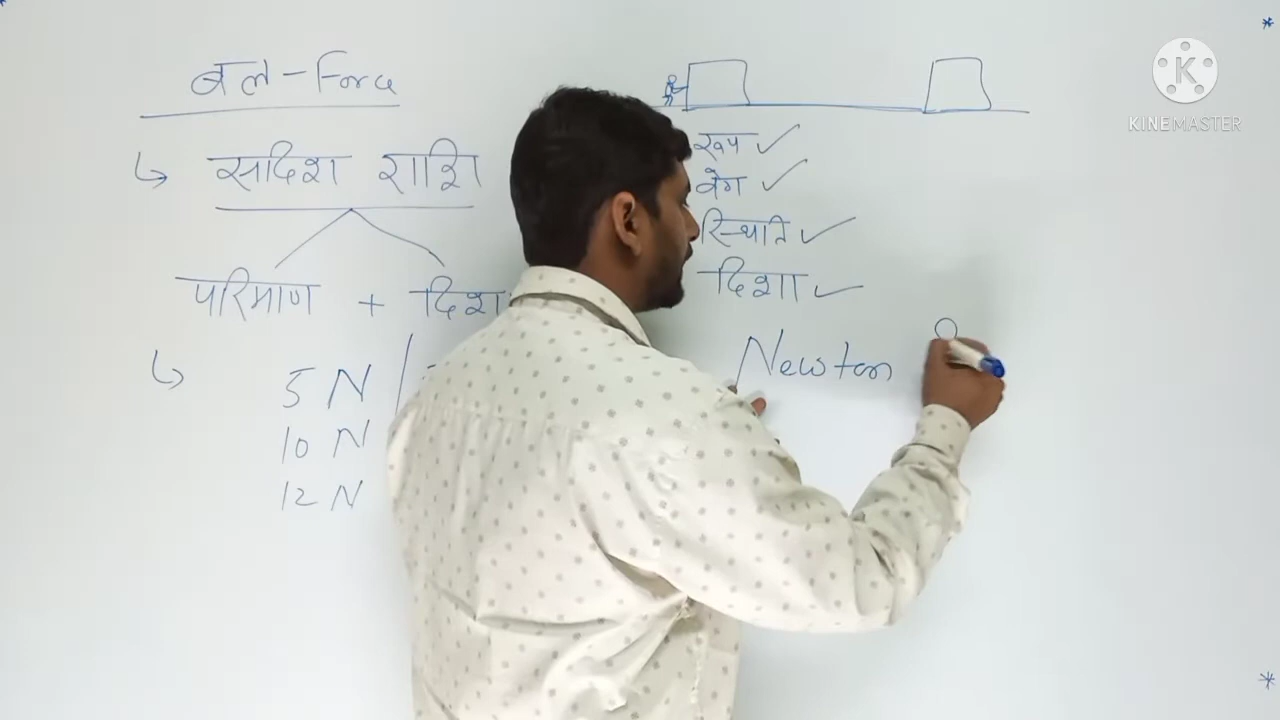 बल - Force
↳ सदिश राशि
परिमाण + दिश
↳ 5 N
10 N
12 N
रूप ✓
वेग ✓
स्थिति ✓
दिशा ✓
Newton
KINEMASTER